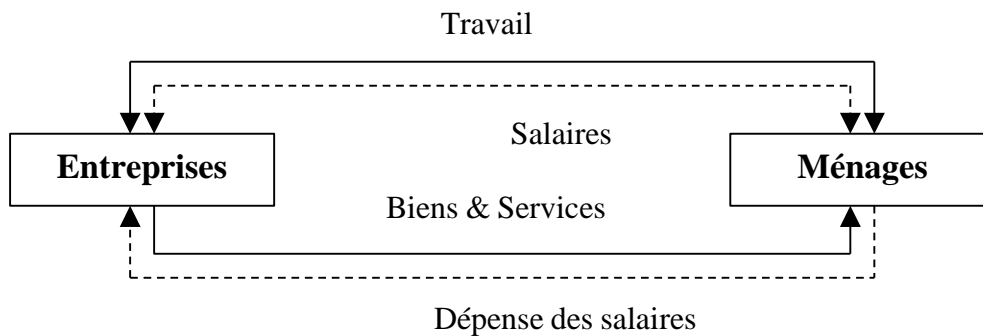 Travail
Salaires
Entreprises
Ménages
Biens & Services
Dépense des salaires